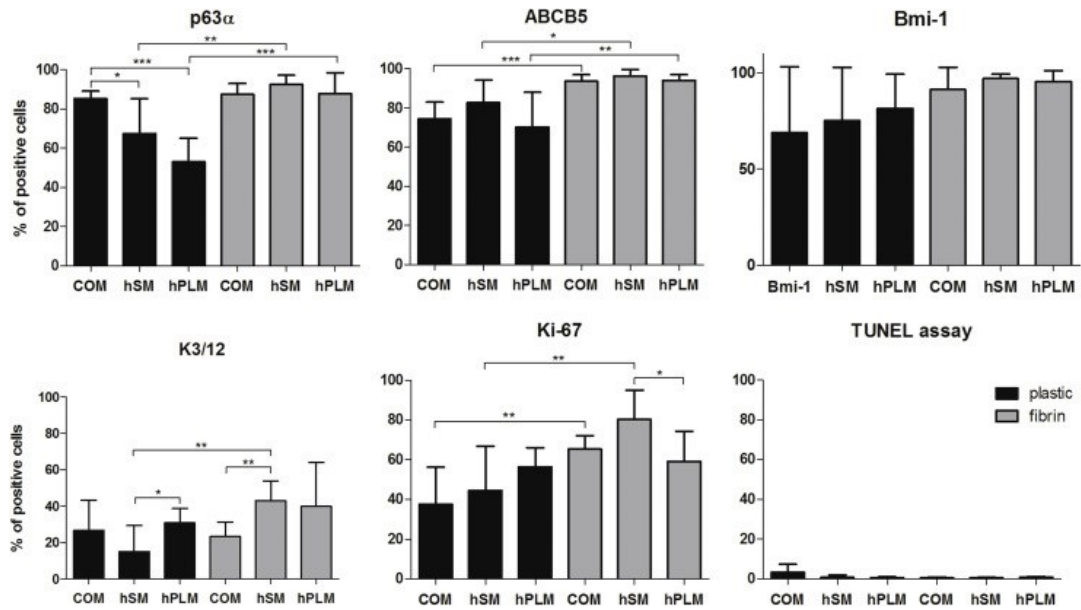 p63α
ABCB5
Bmi-1
% of positive cells
100
80
60
40
20
0
*
***
**
***
COM hSM hPLM COM hSM hPLM
100
80
60
40
20
0
***
*
**
COM hSM hPLM COM hSM hPLM
100
50
0
Bmi-1 hSM hPLM COM hSM hPLM
K3/12
Ki-67
TUNEL assay
% of positive cells
100
80
60
40
20
0
*
**
**
COM hSM hPLM COM hSM hPLM
100
80
60
40
20
0
**
**
*
COM hSM hPLM COM hSM hPLM
100
80
60
40
20
0
plastic
fibrin
COM hSM hPLM COM hSM hPLM